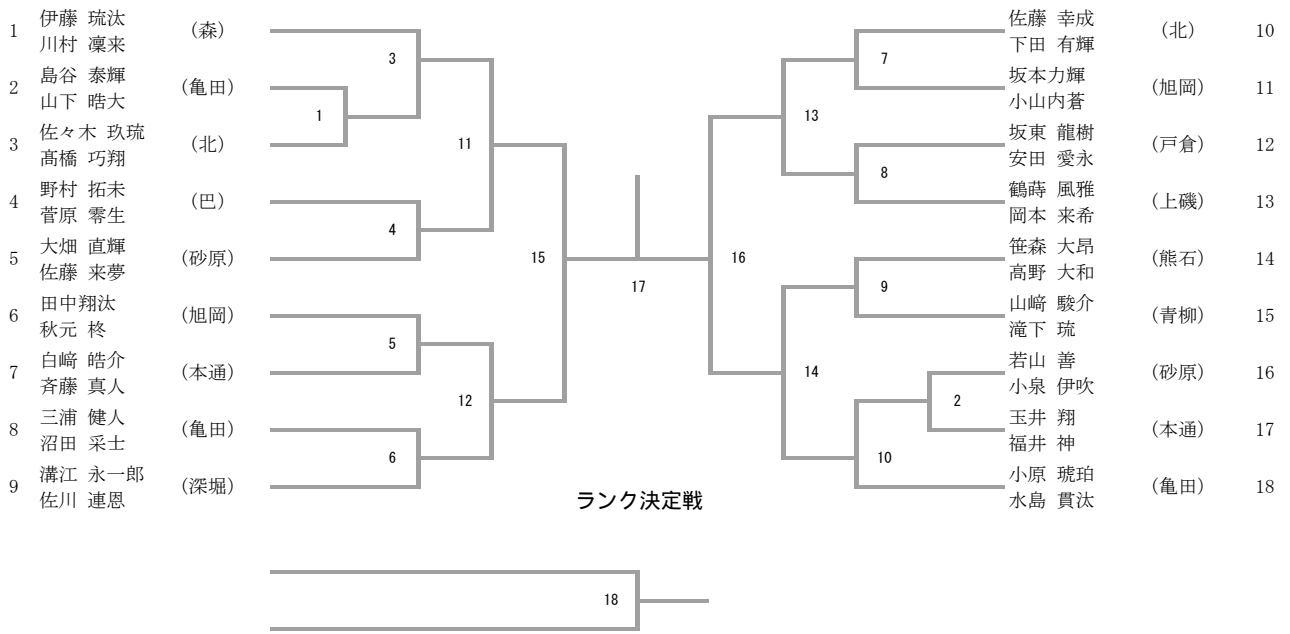 1 伊藤 琉汰 川村 凜来 (森)
2 島谷 泰輝 山下 晧大 (亀田)
3 佐々木 玖琉 髙橋 巧翔 (北)
4 野村 拓未 菅原 零生 (巴)
5 大畑 直輝 佐藤 来夢 (砂原)
6 田中翔汰 秋元 柊 (旭岡)
7 白﨑 皓介 斉藤 真人 (本通)
8 三浦 健人 沼田 采士 (亀田)
9 溝江 永一郎 佐川 連恩 (深堀)
3
1
11
4
15
5
12
6
17
7
13
8
16
9
14
2
10
佐藤 幸成 下田 有輝 (北) 10
坂本力輝 小山内蒼 (旭岡) 11
坂東 龍樹 安田 愛永 (戸倉) 12
鶴蒔 風雅 岡本 来希 (上磯) 13
笹森 大昂 高野 大和 (熊石) 14
山﨑 駿介 滝下 琉 (青柳) 15
若山 善 小泉 伊吹 (砂原) 16
玉井 翔 福井 神 (本通) 17
小原 琥珀 水島 貫汰 (亀田) 18
ランク決定戦
18